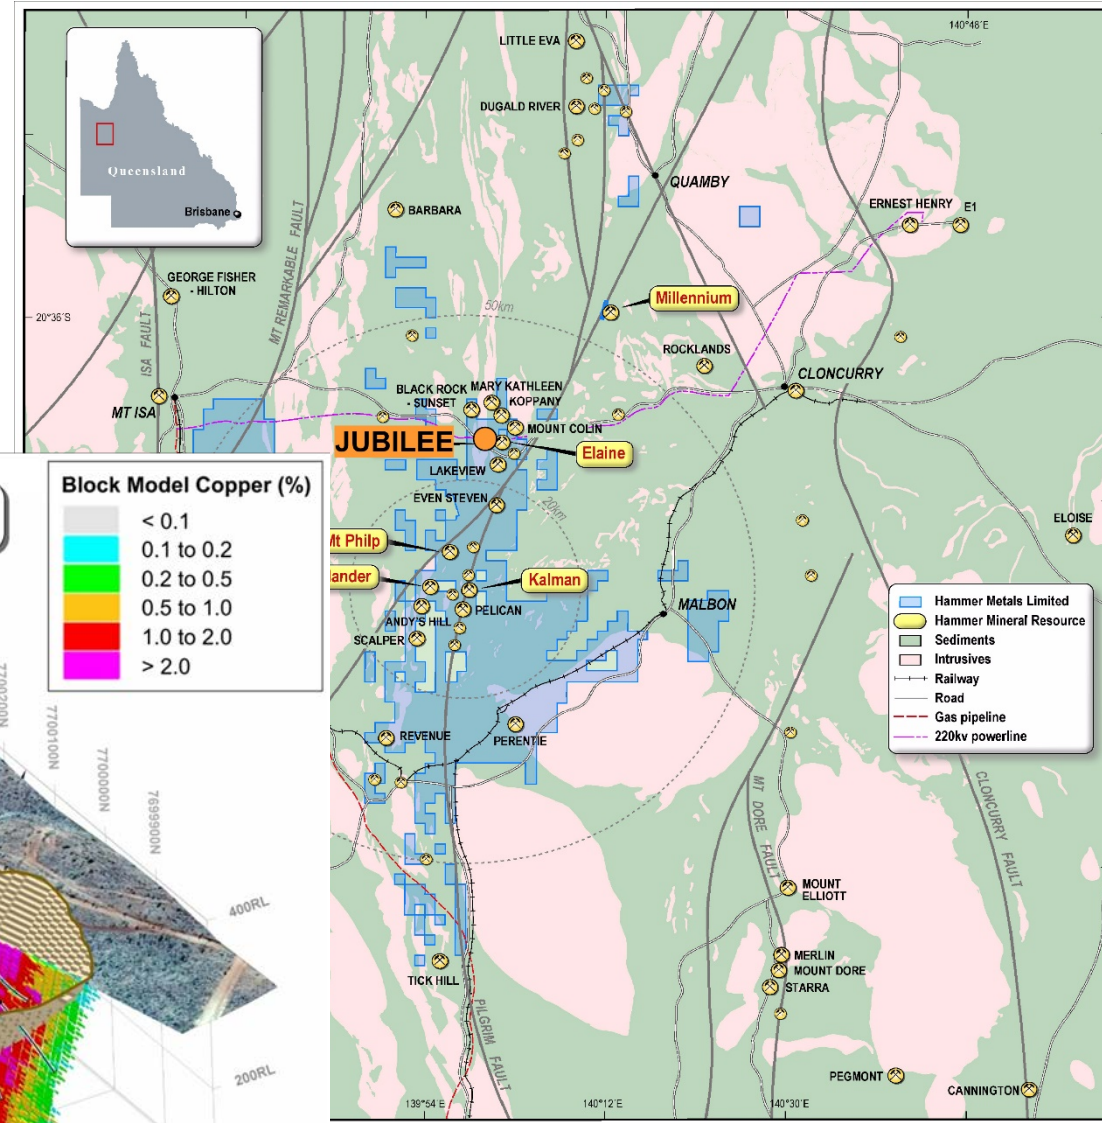 140°48´E
LITTLE EVA
DUGALD RIVER
QUAMBY
Queensland
Brisbane
BARBARA
ERNEST HENRY
E1
MT REMARKABLE FAULT
GEORGE FISHER
- HILTON
50km
Millennium
20°36´S
ISA FAULT
ROCKLANDS
CLONCURRY
BLACK ROCK
- SUNSET
MARY KATHLEEN
KOPPANY
MT ISA
MOUNT COLIN
JUBILEE
Elaine
LAKEVIEW
EVEN STEVEN
20km
ELOISE
Block Model Copper (%)
< 0.1
0.1 to 0.2
0.2 to 0.5
0.5 to 1.0
1.0 to 2.0
> 2.0
Mt Philp
ander
Kalman
PELICAN
ANDY'S HILL
SCALPER
MALBON
Hammer Metals Limited
Hammer Mineral Resource
Sediments
Intrusives
Railway
Road
Gas pipeline
220kv powerline
7700200N
7700100N
7700000N
7699900N
REVENUE
PERENTIE
MT DORE FAULT
CLONCURRY FAULT
400RL
MOUNT
ELLIOTT
MERLIN
MOUNT DORE
STARRA
TICK HILL
PILGRIM FAULT
200RL
PEGMONT
CANNINGTON
139°54´E
140°12´E
140°30´E